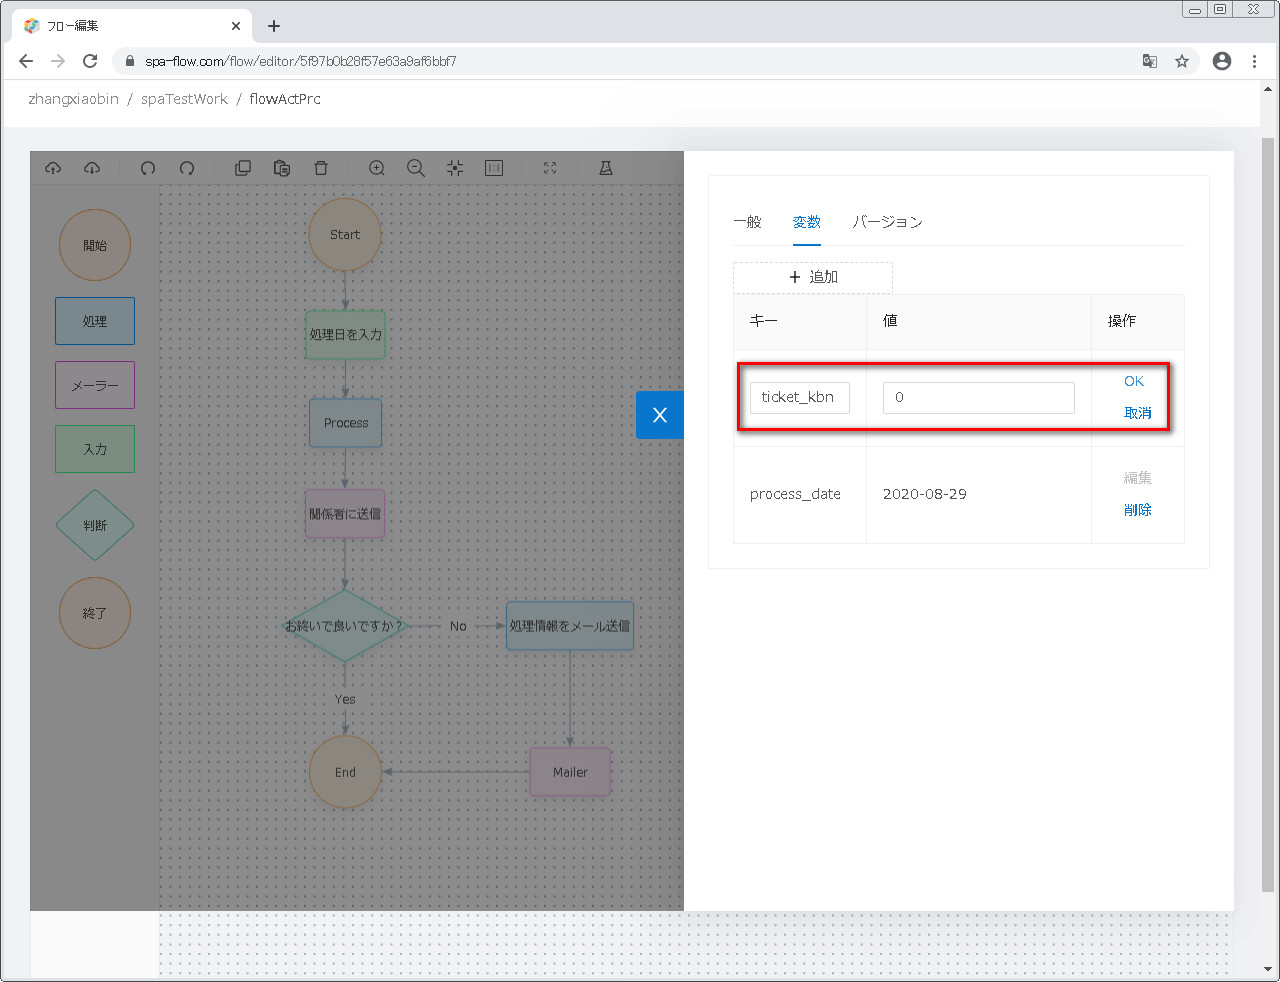 フロー編集
spa-flow.com/flow/editor/5f97b0b28f57e63a9af6bbf7
zhangxiaobin / spaTestWork / flowActPrc
開始
処理
メーラー
入力
判断
終了
Start
処理日を入力
Process
関係者に送信
お終いで良いですか？
No
処理情報をメール送信
Yes
End
Mailer
一般 変数 バージョン
+ 追加
キー 値 操作
ticket_kbn 0 OK
取消
process_date 2020-08-29 編集
削除